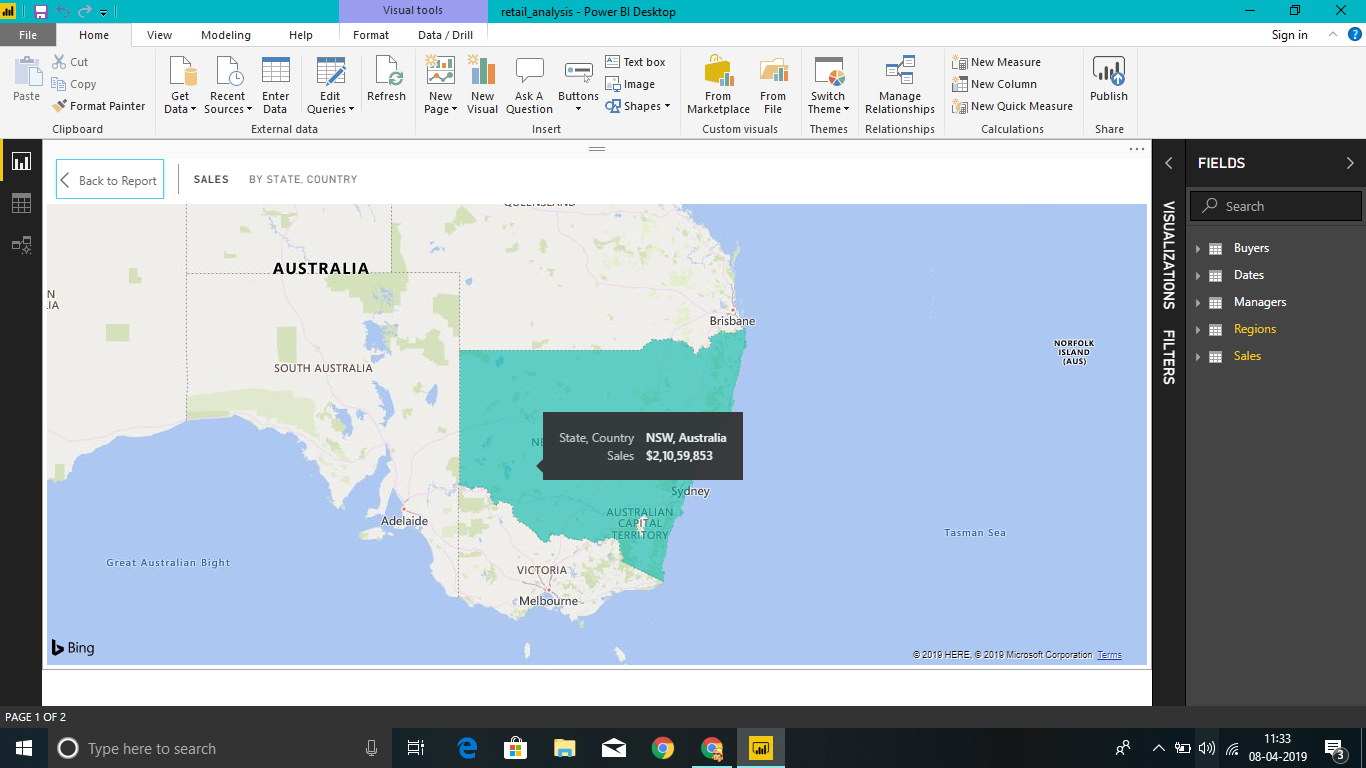 Visual tools
retail_analysis - Power BI Desktop
File Home View Modeling Help Format Data / Drill Sign in
Paste
Cut
Copy
Format Painter
Clipboard
Get Data
Recent Sources
Enter Data
Edit Queries
Refresh
External data
New Page
New Visual
Ask A Question
Buttons
Text box
Image
Shapes
Insert
From Marketplace
From File
Custom visuals
Switch Theme
Themes
Manage Relationships
Relationships
New Measure
New Column
New Quick Measure
Calculations
Publish
Share
Back to Report
SALES BY STATE, COUNTRY
QUEENSLAND
AUSTRALIA
Brisbane
NORFOLK
ISLAND
(AUS)
SOUTH AUSTRALIA
State, Country NSW, Australia
Sales $2,10,59,853
Sydney
AUSTRALIAN
CAPITAL
TERRITORY
Adelaide
Tasman Sea
Great Australian Bight
VICTORIA
Melbourne
Bing
© 2019 HERE, © 2019 Microsoft Corporation Terms
VISUALIZATIONS
FILTERS
FIELDS
Search
Buyers
Dates
Managers
Regions
Sales
PAGE 1 OF 2
Type here to search
11:33
08-04-2019
3